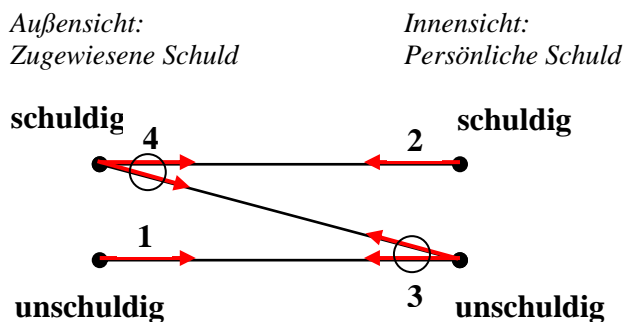 Außensicht:
Zugewiesene Schuld
Innensicht:
Persönliche Schuld
schuldig
4
2
schuldig
1
3
unschuldig
unschuldig